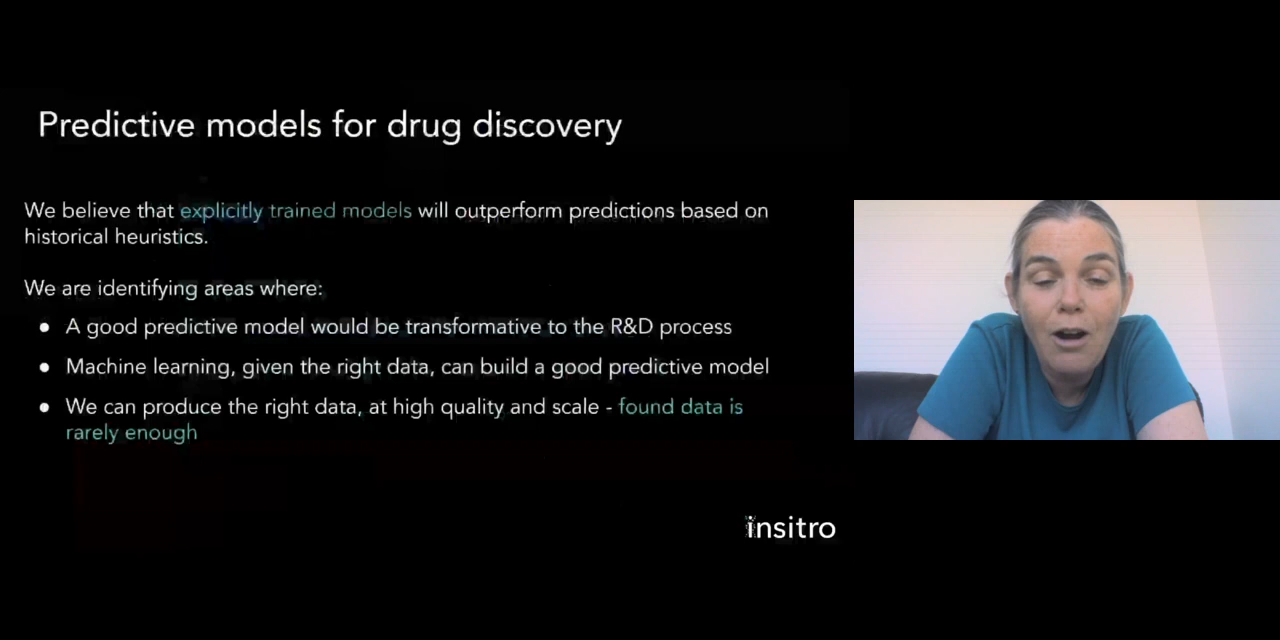 Predictive models for drug discovery
We believe that explicitly trained models will outperform predictions based on
historical heuristics.
We are identifying areas where:
● A good predictive model would be transformative to the R&D process
● Machine learning, given the right data, can build a good predictive model
● We can produce the right data, at high quality and scale - found data is
rarely enough
insitro